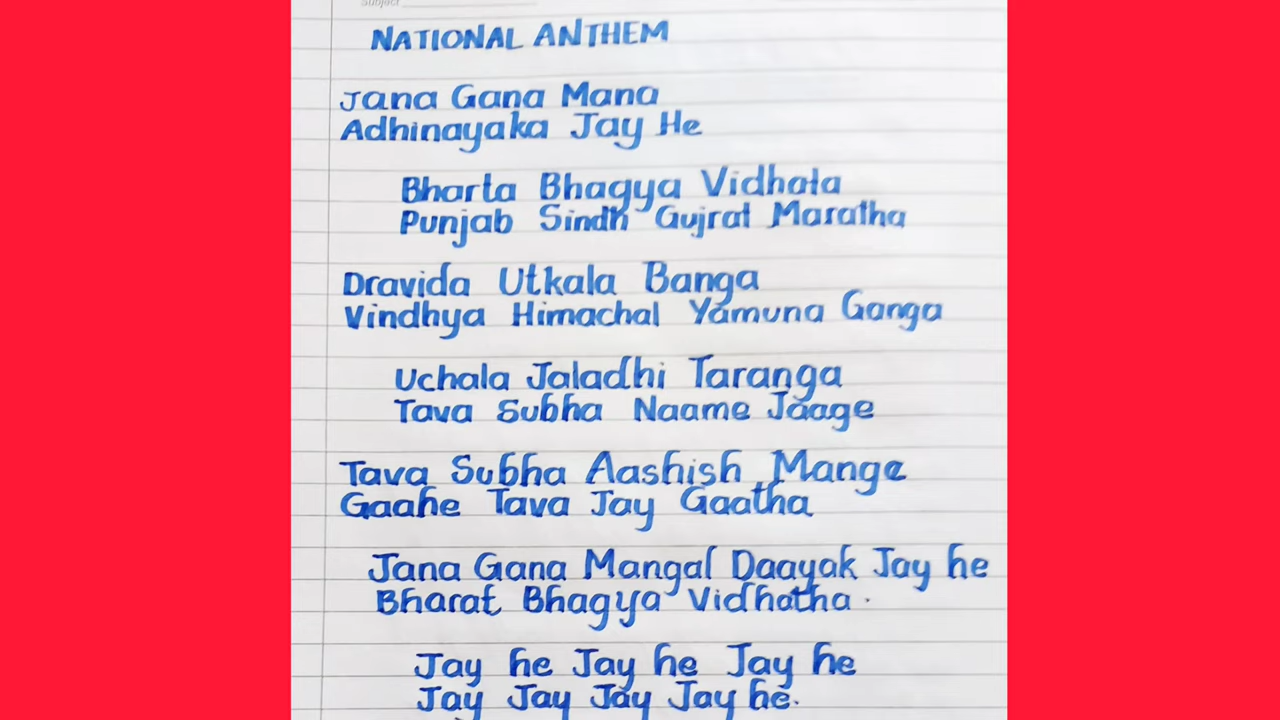 Subject
NATIONAL ANTHEM
Jana Gana Mana
Adhinayaka Jay He
Bharta Bhagya Vidhata
Punjab Sindh Gujrat Maratha
Dravida Utkala Banga
Vindhya Himachal Yamuna Ganga
Uchala Jaladhi Taranga
Tava Subha Naame Jaage
Tava Subha Aashish Mange
Gaahe Tava Jay Gaatha
Jana Gana Mangal Daayak Jay he
Bharat Bhagya Vidhatha.
Jay he Jay he Jay he
Jay Jay Jay Jay he.